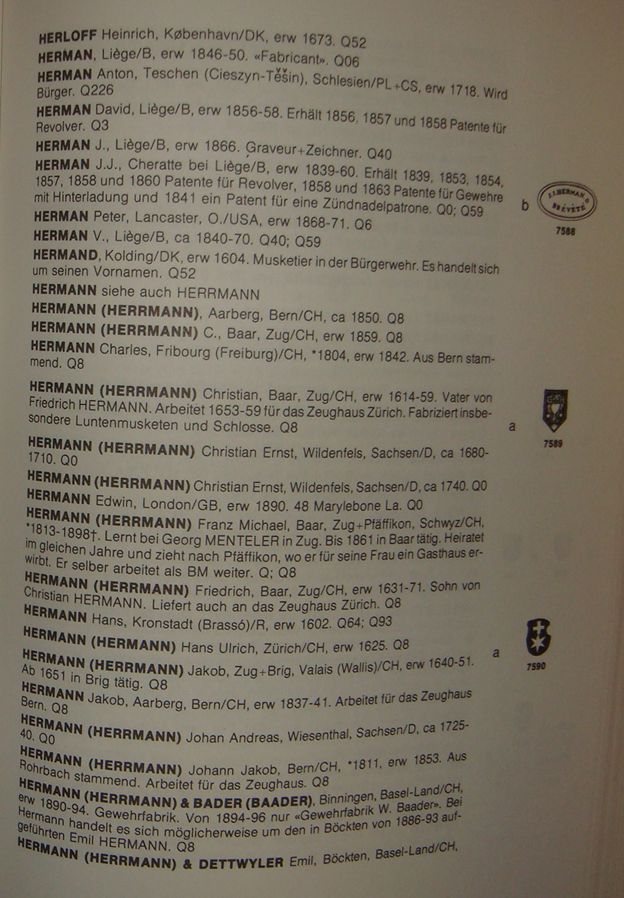 HERLOFF Heinrich, København/DK, erw 1673. Q52
HERMAN, Liège/B, erw 1846-50. «Fabricant». Q06
HERMAN Anton, Teschen (Cieszyn-Těšin), Schlesien/PL+CS, erw 1718. Wird
Bürger. Q226
HERMAN David, Liège/B, erw 1856-58. Erhält 1856, 1857 und 1858 Patente für
Revolver. Q3
HERMAN J., Liège/B, erw 1866. Graveur+Zeichner. Q40
HERMAN J.J., Cheratte bei Liège/B, erw 1839-60. Erhält 1839, 1853, 1854,
1857, 1858 und 1860 Patente für Revolver, 1858 und 1863 Patente für Gewehre
mit Hinterladung und 1841 ein Patent für eine Zündnadelpatrone. Q0; Q59
b
J.J.HERMAN
BRÉVETÉ
7588
HERMAN Peter, Lancaster, O./USA, erw 1868-71. Q6
HERMAN V., Liège/B, ca 1840-70. Q40; Q59
HERMAND, Kolding/DK, erw 1604. Musketier in der Bürgerwehr. Es handelt sich
um seinen Vornamen. Q52
HERMANN siehe auch HERRMANN
HERMANN (HERRMANN), Aarberg, Bern/CH, ca 1850. Q8
HERMANN (HERRMANN) C., Baar, Zug/CH, erw 1859. Q8
HERMANN Charles, Fribourg (Freiburg)/CH, *1804, erw 1842. Aus Bern stam-
mend. Q8
HERMANN (HERRMANN) Christian, Baar, Zug/CH, erw 1614-59. Vater von
Friedrich HERMANN. Arbeitet 1653-59 für das Zeughaus Zürich. Fabriziert insbe-
sondere Luntenmusketen und Schlosse. Q8
a
7589
HERMANN (HERRMANN) Christian Ernst, Wildenfels, Sachsen/D, ca 1680-
1710. Q0
HERMANN (HERRMANN) Christian Ernst, Wildenfels, Sachsen/D, ca 1740. Q0
HERMANN Edwin, London/GB, erw 1890. 48 Marylebone La. Q0
HERMANN (HERRMANN) Franz Michael, Baar, Zug+Pfäffikon, Schwyz/CH,
*1813-1898†. Lernt bei Georg MENTELER in Zug. Bis 1861 in Baar tätig. Heiratet
im gleichen Jahre und zieht nach Pfäffikon, wo er für seine Frau ein Gasthaus er-
wirbt. Er selber arbeitet als BM weiter. Q; Q8
HERMANN (HERRMANN) Friedrich, Baar, Zug/CH, erw 1631-71. Sohn von
Christian HERMANN. Liefert auch an das Zeughaus Zürich. Q8
HERMANN Hans, Kronstadt (Brassó)/R, erw 1602. Q64; Q93
HERMANN (HERRMANN) Hans Ulrich, Zürich/CH, erw 1625. Q8
HERMANN (HERRMANN) Jakob, Zug+Brig, Valais (Wallis)/CH, erw 1640-51.
Ab 1651 in Brig tätig. Q8
a
7590
HERMANN Jakob, Aarberg, Bern/CH, erw 1837-41. Arbeitet für das Zeughaus
Bern. Q8
HERMANN (HERRMANN) Johan Andreas, Wiesenthal, Sachsen/D, ca 1725-
40. Q0
HERMANN (HERRMANN) Johann Jakob, Bern/CH, *1811, erw 1853. Aus
Rohrbach stammend. Arbeitet für das Zeughaus. Q8
HERMANN (HERRMANN) & BADER (BAADER), Binningen, Basel-Land/CH,
erw 1890-94. Gewehrfabrik. Von 1894-96 nur «Gewehrfabrik W. Baader». Bei
Hermann handelt es sich möglicherweise um den in Böckten von 1886-93 auf-
geführten Emil HERMANN. Q8
HERMANN (HERRMANN) & DETTWYLER Emil, Böckten, Basel-Land/CH,